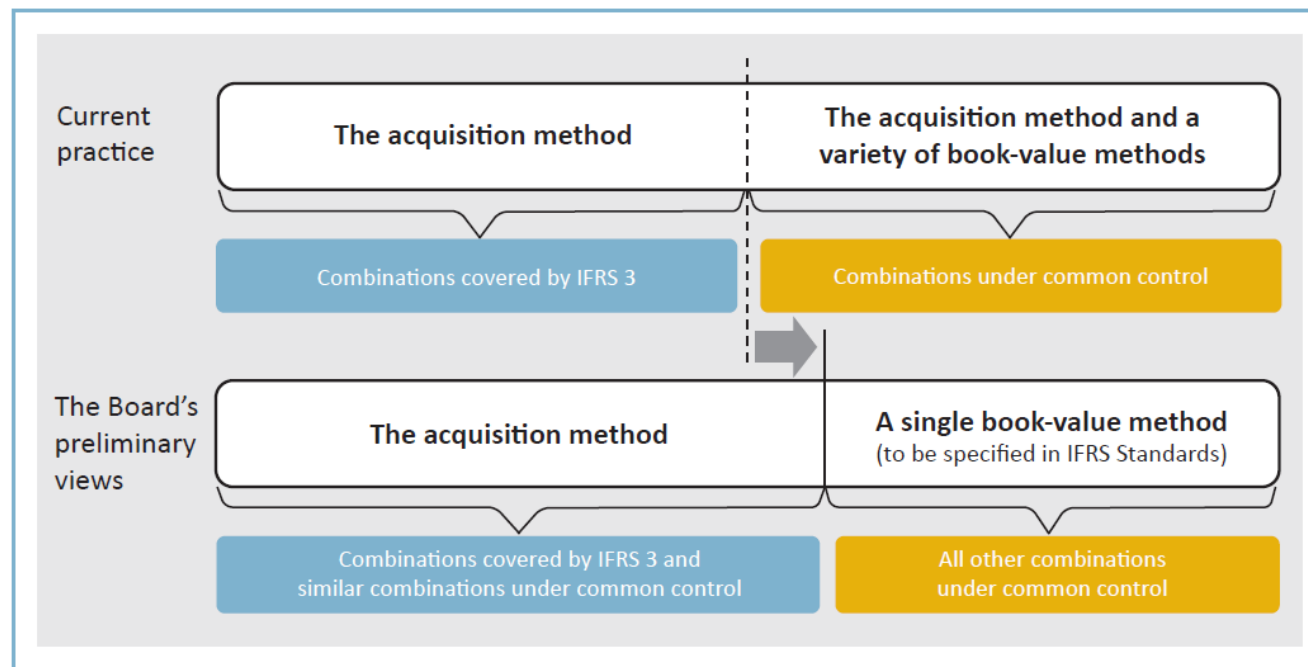 Current
practice
The acquisition method
The acquisition method and a
variety of book-value methods
Combinations covered by IFRS 3
Combinations under common control
The Board’s
preliminary
views
The acquisition method
A single book-value method
(to be specified in IFRS Standards)
Combinations covered by IFRS 3 and
similar combinations under common control
All other combinations
under common control